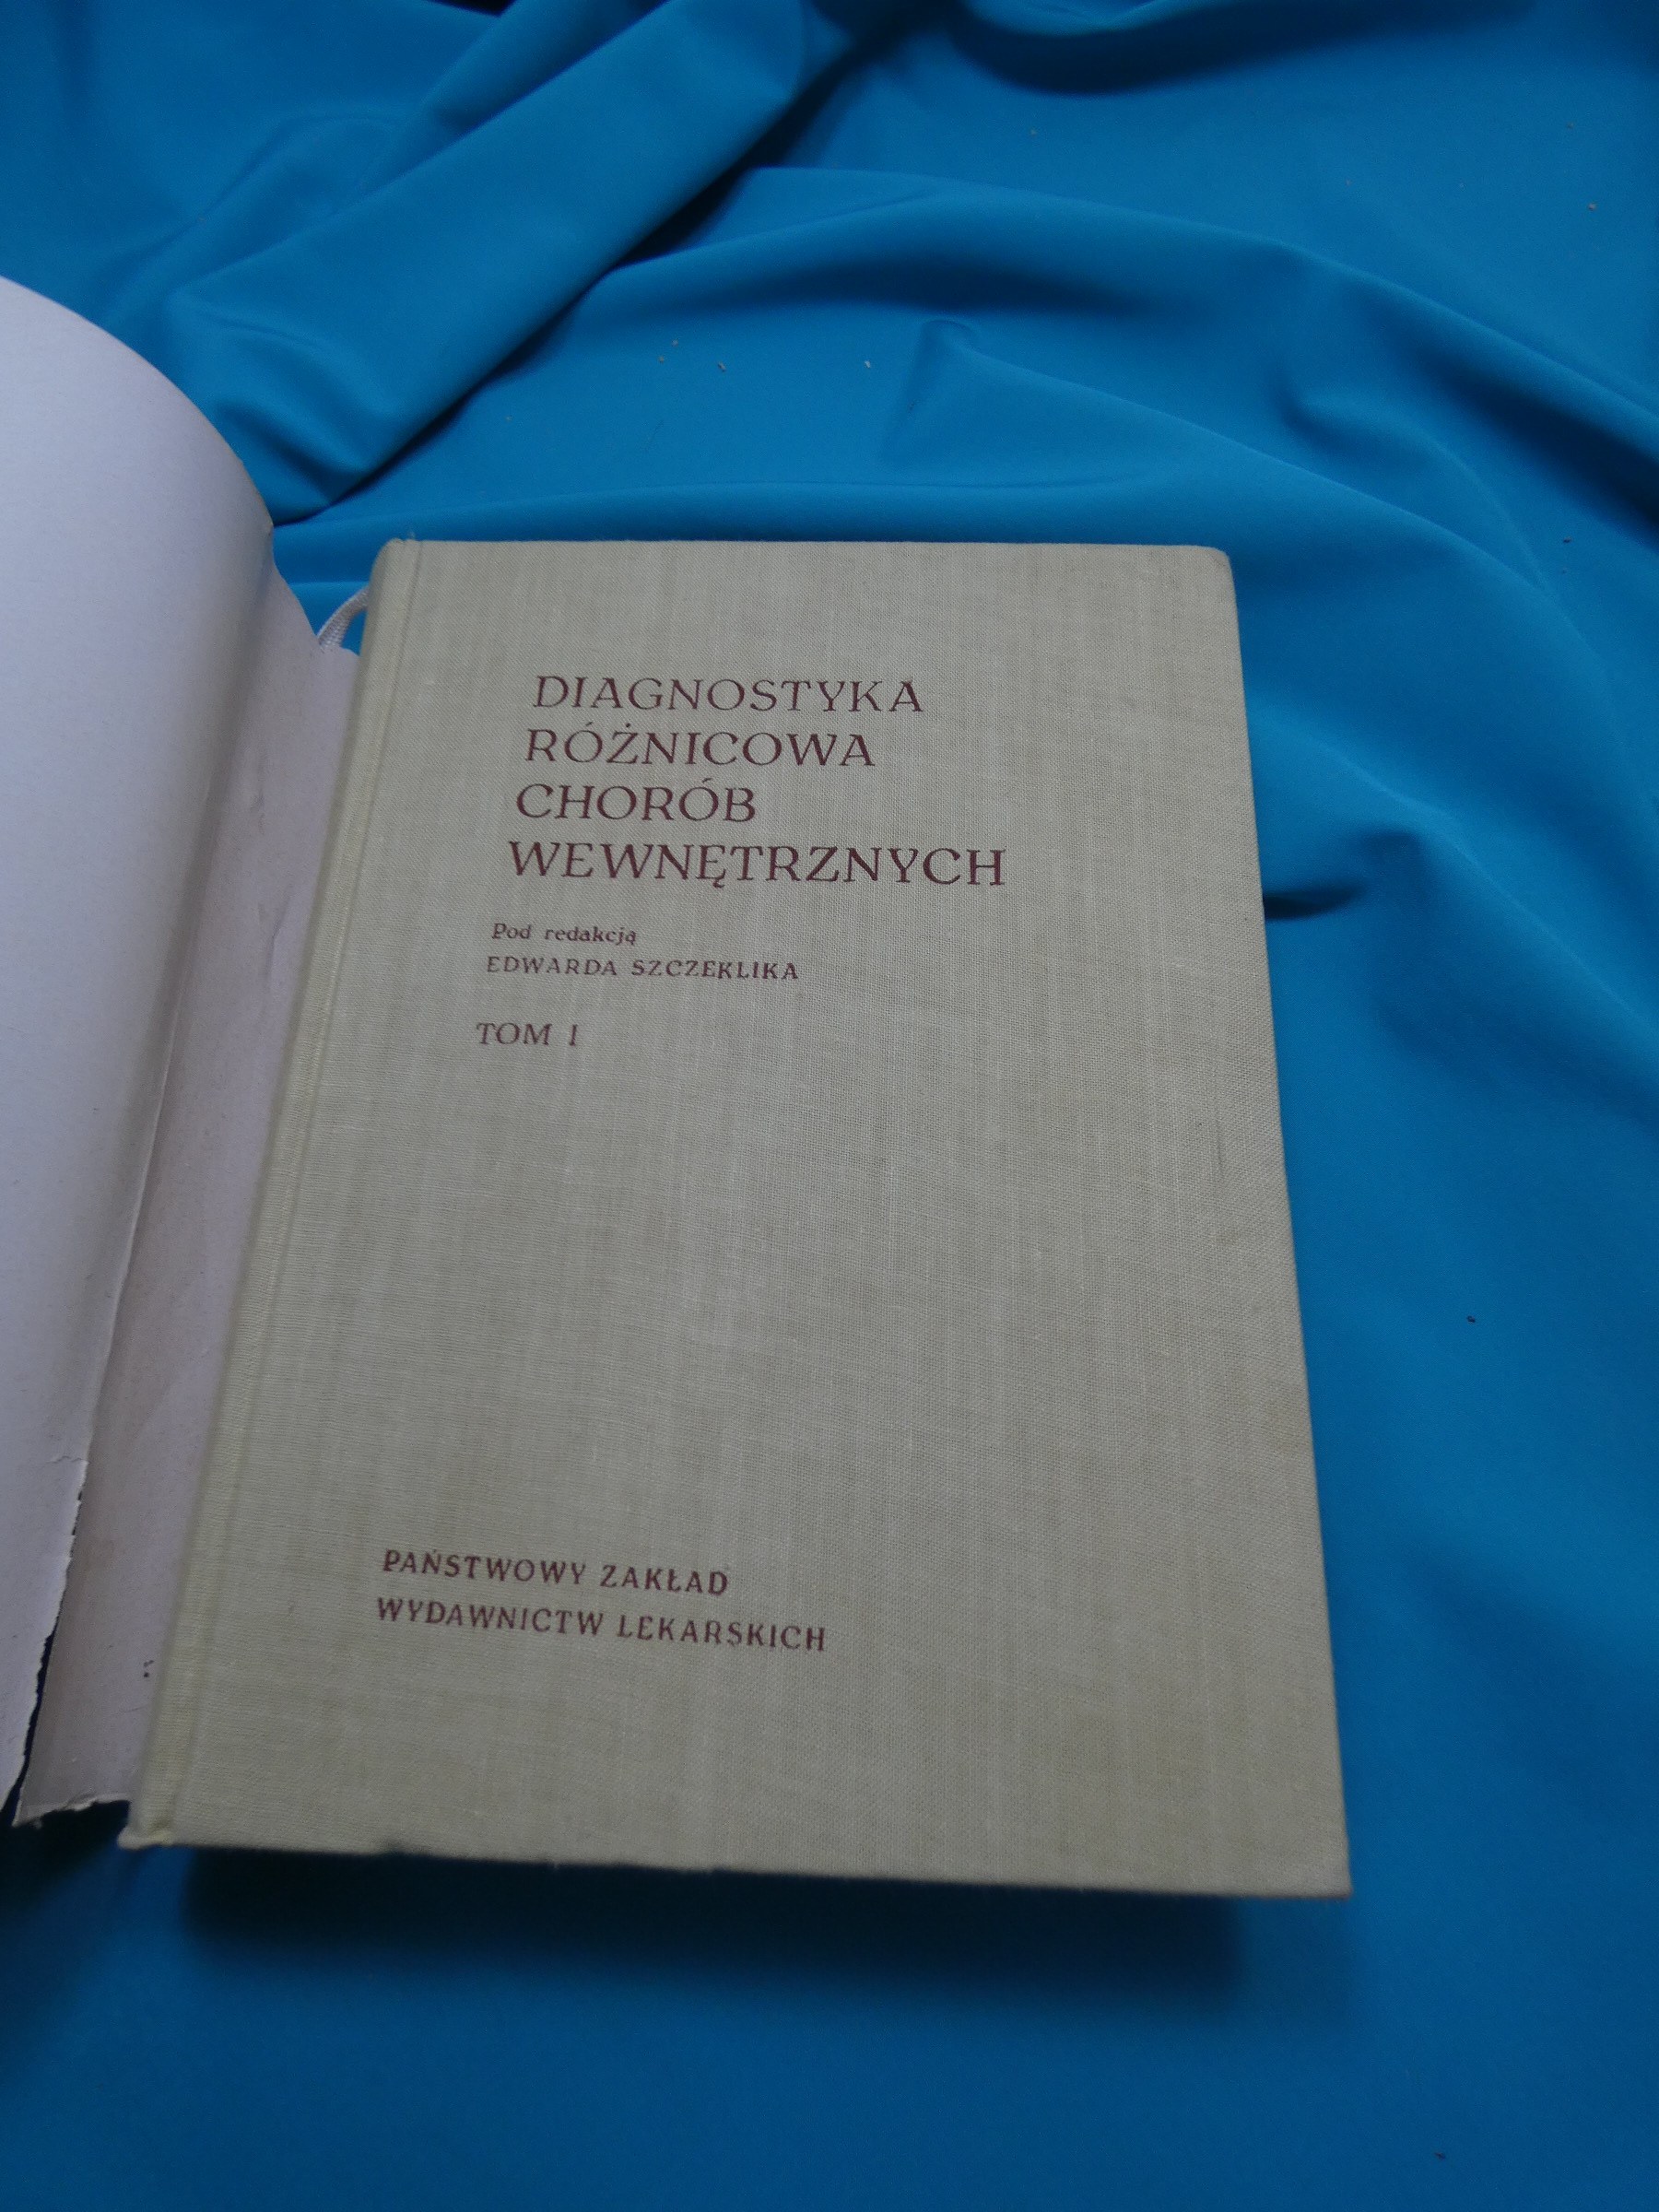 DIAGNOSTYKA
RÓŻNICOWA
CHORÓB
WEWNĘTRZNYCH
Pod redakcją
EDWARDA SZCZEKLIKA
TOM I
PAŃSTWOWY ZAKŁAD
WYDAWNICTW LEKARSKICH